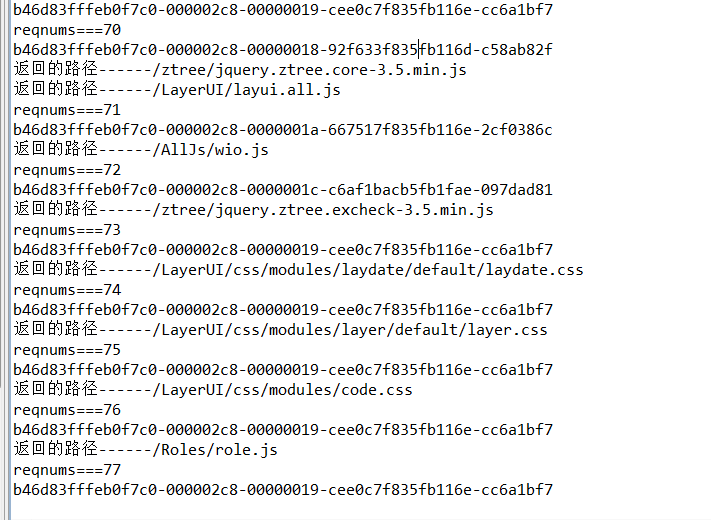 b46d83fffeb0f7c0-000002c8-00000019-cee0c7f835fb116e-cc6a1bf7
reqnums===70
b46d83fffeb0f7c0-000002c8-00000018-92f633f835fb116d-c58ab82f
返回的路径------/ztree/jquery.ztree.core-3.5.min.js
返回的路径------/LayerUI/layui.all.js
reqnums===71
b46d83fffeb0f7c0-000002c8-0000001a-667517f835fb116e-2cf0386c
返回的路径------/AllJs/wio.js
reqnums===72
b46d83fffeb0f7c0-000002c8-0000001c-c6af1bacb5fb1fae-097dad81
返回的路径------/ztree/jquery.ztree.excheck-3.5.min.js
reqnums===73
b46d83fffeb0f7c0-000002c8-00000019-cee0c7f835fb116e-cc6a1bf7
返回的路径------/LayerUI/css/modules/laydate/default/laydate.css
reqnums===74
b46d83fffeb0f7c0-000002c8-00000019-cee0c7f835fb116e-cc6a1bf7
返回的路径------/LayerUI/css/modules/layer/default/layer.css
reqnums===75
b46d83fffeb0f7c0-000002c8-00000019-cee0c7f835fb116e-cc6a1bf7
返回的路径------/LayerUI/css/modules/code.css
reqnums===76
b46d83fffeb0f7c0-000002c8-00000019-cee0c7f835fb116e-cc6a1bf7
返回的路径------/Roles/role.js
reqnums===77
b46d83fffeb0f7c0-000002c8-00000019-cee0c7f835fb116e-cc6a1bf7